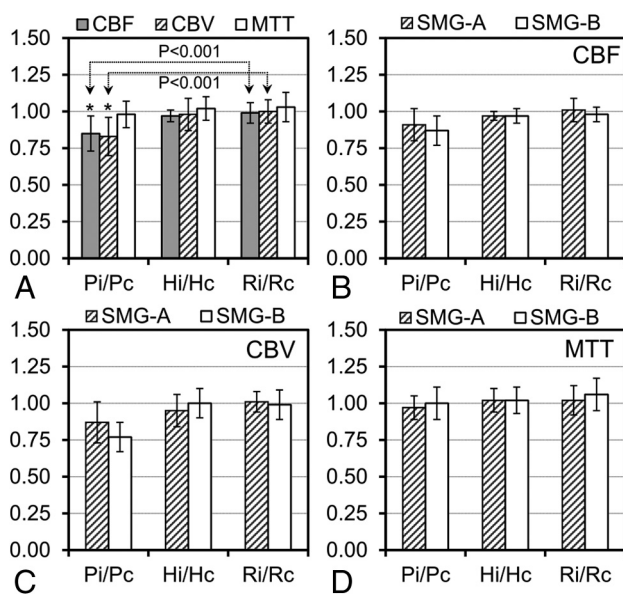 CBF CBV MTT
1.50
1.25
1.00
0.75
0.50
0.25
0.00
P<0.001
P<0.001
* *
Pi/Pc Hi/Hc Ri/Rc
A
SMG-A SMG-B
CBF
1.50
1.25
1.00
0.75
0.50
0.25
0.00
Pi/Pc Hi/Hc Ri/Rc
B
SMG-A SMG-B
CBV
1.50
1.25
1.00
0.75
0.50
0.25
0.00
Pi/Pc Hi/Hc Ri/Rc
C
SMG-A SMG-B
MTT
1.50
1.25
1.00
0.75
0.50
0.25
0.00
Pi/Pc Hi/Hc Ri/Rc
D